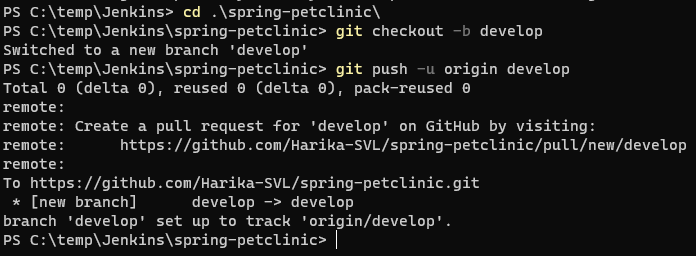 PS C:\temp\Jenkins> cd .\spring-petclinic\
PS C:\temp\Jenkins\spring-petclinic> git checkout -b develop
Switched to a new branch 'develop'
PS C:\temp\Jenkins\spring-petclinic> git push -u origin develop
Total 0 (delta 0), reused 0 (delta 0), pack-reused 0
remote:
remote: Create a pull request for 'develop' on GitHub by visiting:
remote:      https://github.com/Harika-SVL/spring-petclinic/pull/new/develop
remote:
To https://github.com/Harika-SVL/spring-petclinic.git
 * [new branch]      develop -> develop
branch 'develop' set up to track 'origin/develop'.
PS C:\temp\Jenkins\spring-petclinic>